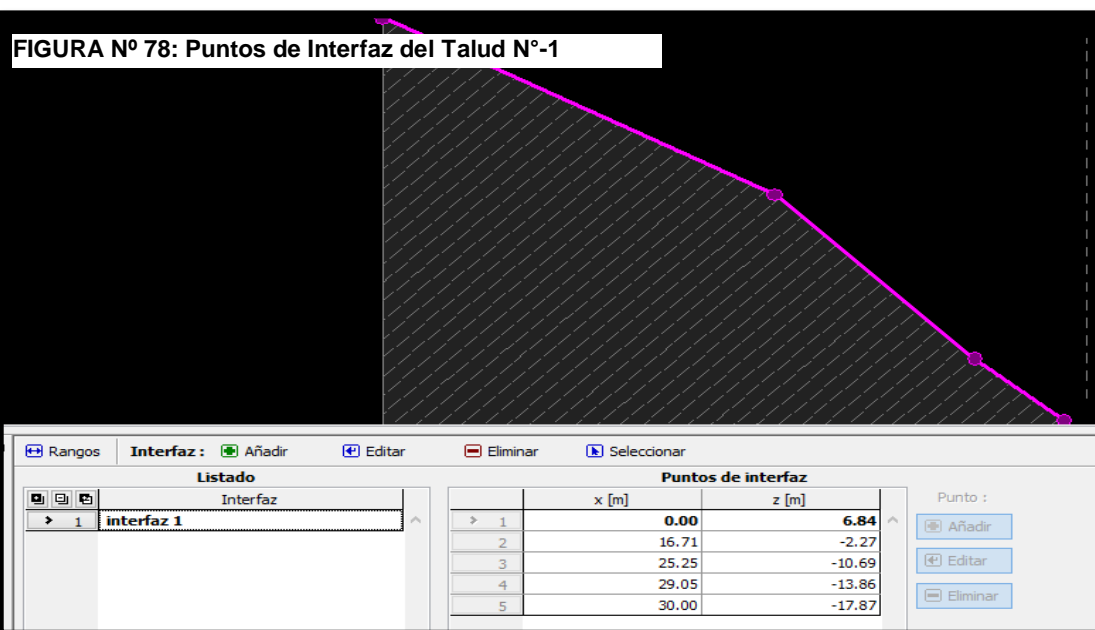 FIGURA Nº 78: Puntos de Interfaz del Talud N°-1
Rangos Interfaz : Añadir Editar Eliminar Seleccionar
Listado Puntos de interfaz
Interfaz x [m] z [m] Punto :
1 interfaz 1 1 0.00 6.84 Añadir
2 16.71 -2.27
3 25.25 -10.69 Editar
4 29.05 -13.86
5 30.00 -17.87 Eliminar